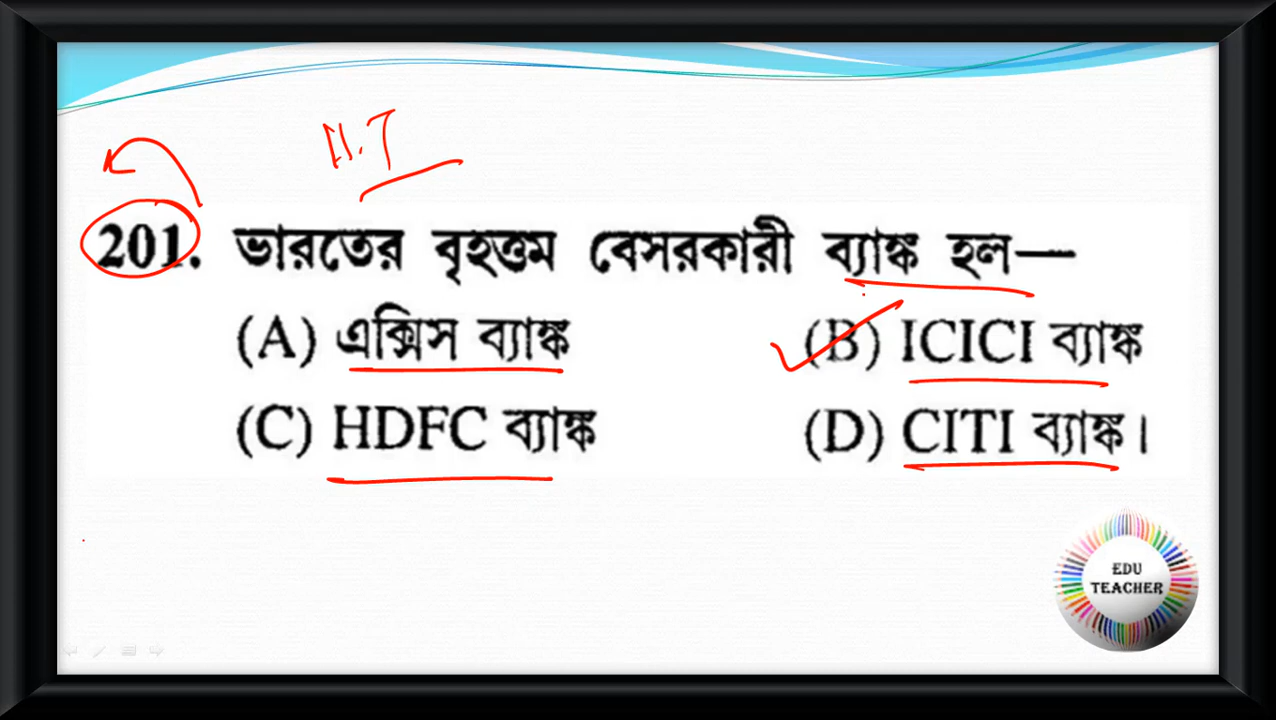 201. ভারতের বৃহত্তম বেসরকারী ব্যাঙ্ক হল—
(A) এক্সিস ব্যাঙ্ক (B) ICICI ব্যাঙ্ক
(C) HDFC ব্যাঙ্ক (D) CITI ব্যাঙ্ক।
EDU
TEACHER